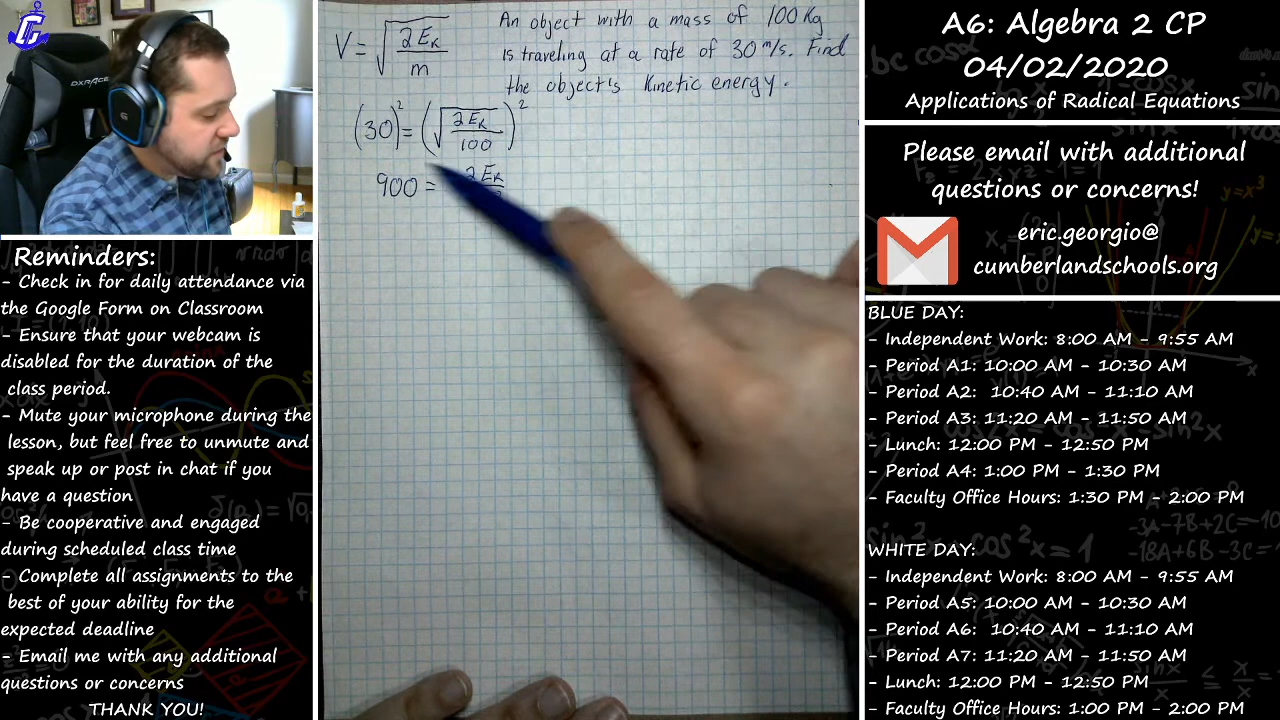 DXRACER
Reminders:
- Check in for daily attendance via
the Google Form on Classroom
- Ensure that your webcam is
disabled for the duration of the
class period.
- Mute your microphone during the
lesson, but feel free to unmute and
speak up or post in chat if you
have a question
- Be cooperative and engaged
during scheduled class time
- Complete all assignments to the
best of your ability for the
expected deadline
- Email me with any additional
questions or concerns
THANK YOU!
V = √(2E_K/m)
An object with a mass of 100 Kg
is traveling at a rate of 30 m/s. Find
the object's Kinetic energy.
(30)² = (√(2E_K/100))²
900 = 2E_K
A6: Algebra 2 CP
04/02/2020
Applications of Radical Equations
Please email with additional
questions or concerns!
eric.georgio@
cumberlandschools.org
BLUE DAY:
- Independent Work: 8:00 AM - 9:55 AM
- Period A1: 10:00 AM - 10:30 AM
- Period A2: 10:40 AM - 11:10 AM
- Period A3: 11:20 AM - 11:50 AM
- Lunch: 12:00 PM - 12:50 PM
- Period A4: 1:00 PM - 1:30 PM
- Faculty Office Hours: 1:30 PM - 2:00 PM
WHITE DAY:
- Independent Work: 8:00 AM - 9:55 AM
- Period A5: 10:00 AM - 10:30 AM
- Period A6: 10:40 AM - 11:10 AM
- Period A7: 11:20 AM - 11:50 AM
- Lunch: 12:00 PM - 12:50 PM
- Faculty Office Hours: 1:00 PM - 2:00 PM